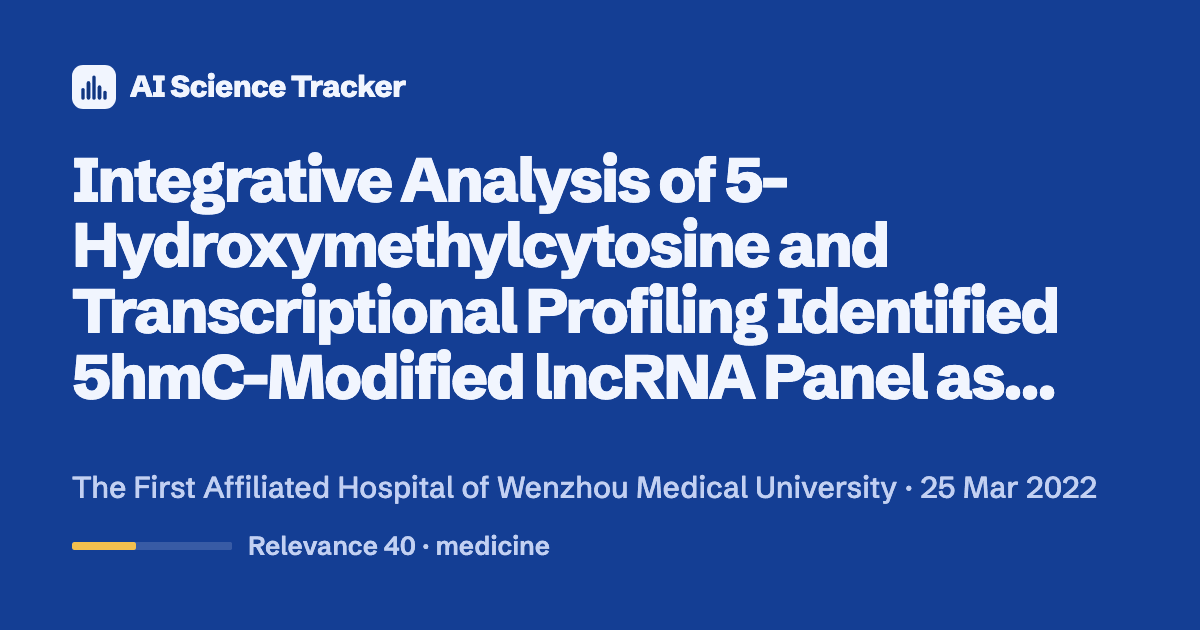 AI Science Tracker
Integrative Analysis of 5-
Hydroxymethylcytosine and
Transcriptional Profiling Identified
5hmC-Modified lncRNA Panel as...
The First Affiliated Hospital of Wenzhou Medical University · 25 Mar 2022
Relevance 40 · medicine